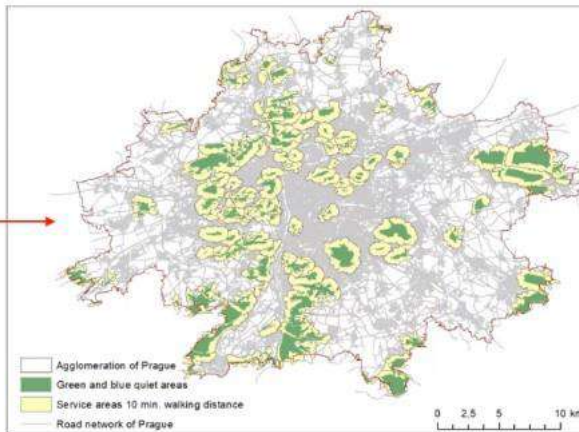 Agglomeration of Prague
Green and blue quiet areas
Service areas 10 min. walking distance
Road network of Prague
0 2,5 5 10 km